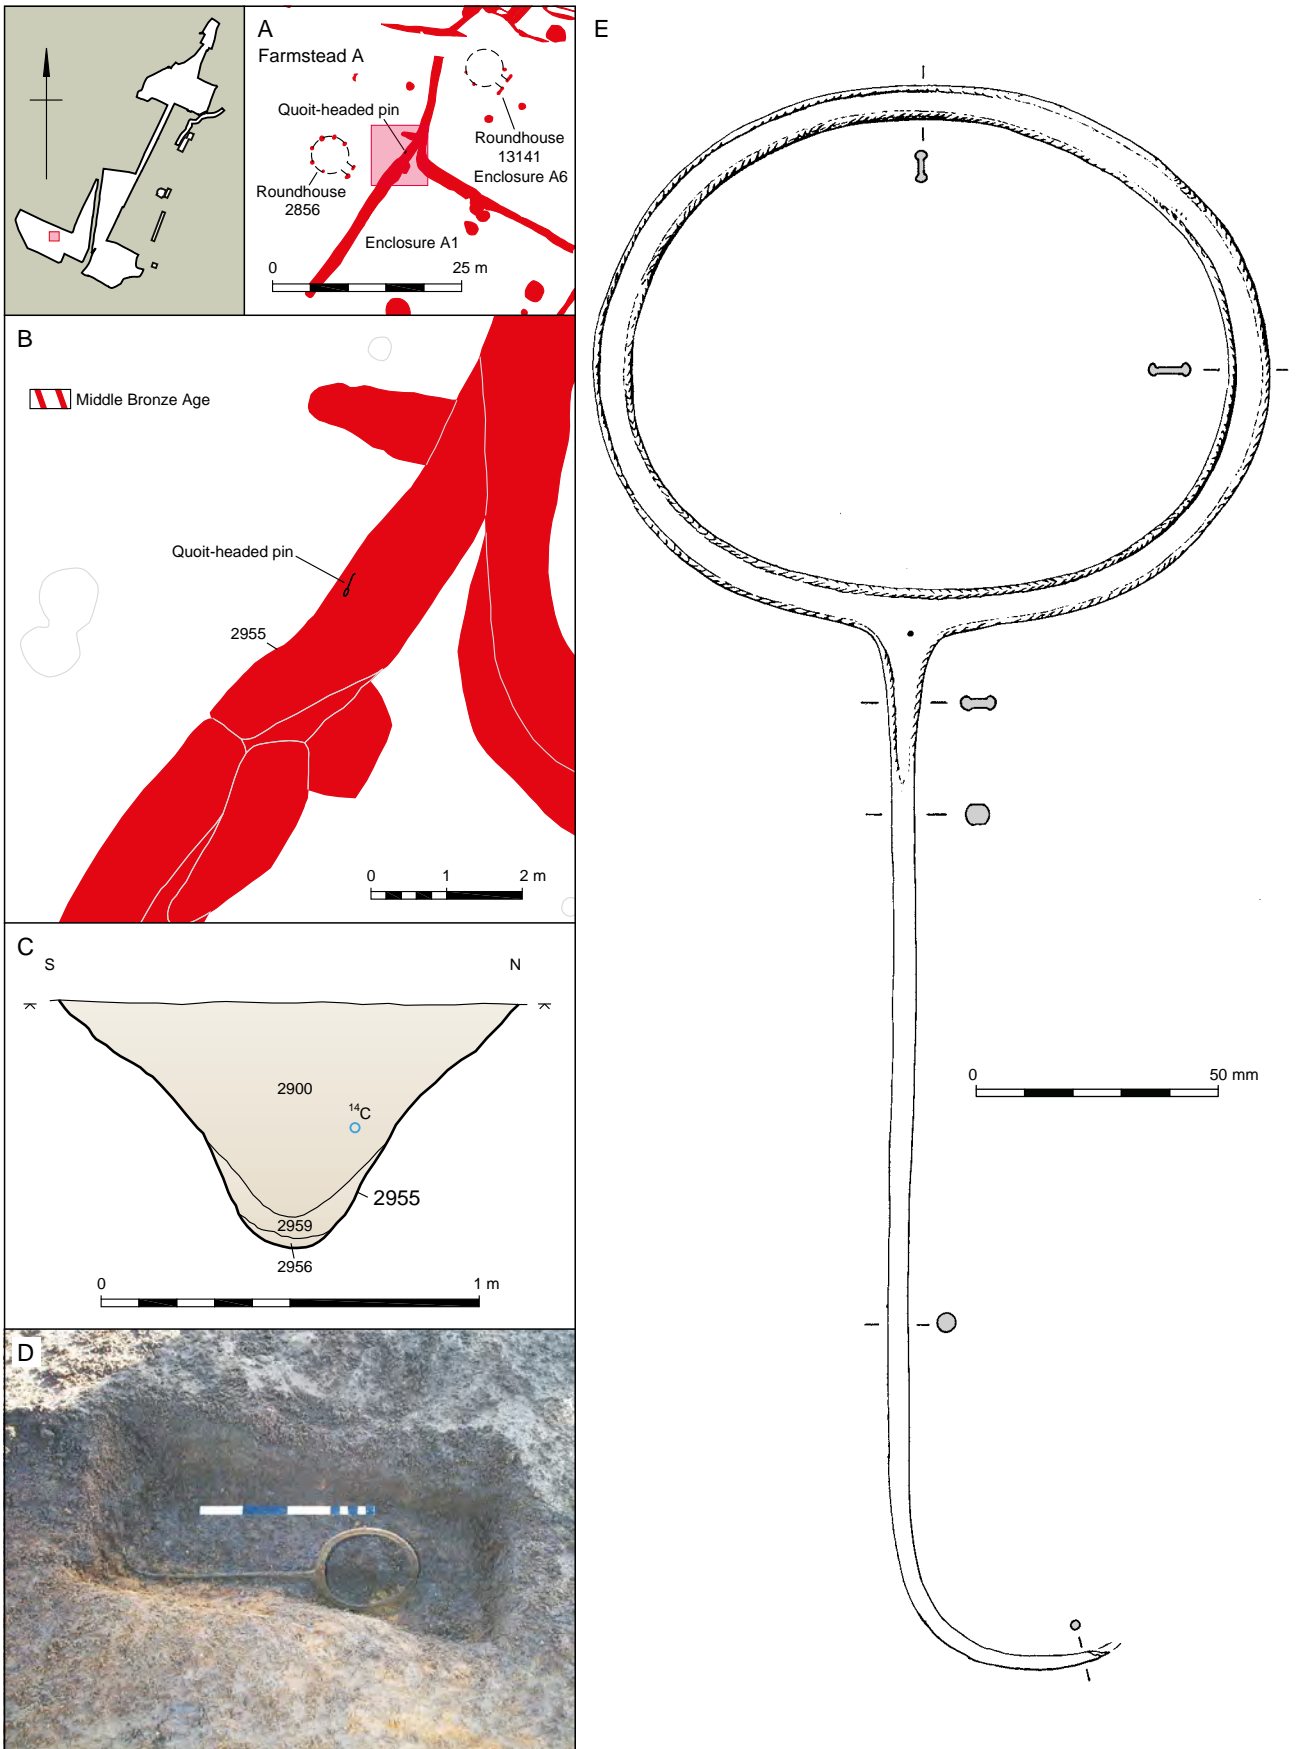 A
Farmstead A
Quoit-headed pin
Roundhouse
13141
Enclosure A6
Roundhouse
2856
Enclosure A1
0 25 m
B
Middle Bronze Age
Quoit-headed pin
2955
0 1 2 m
C
S N
2900
¹⁴C
2955
2959
2956
0 1 m
D
E
0 50 mm